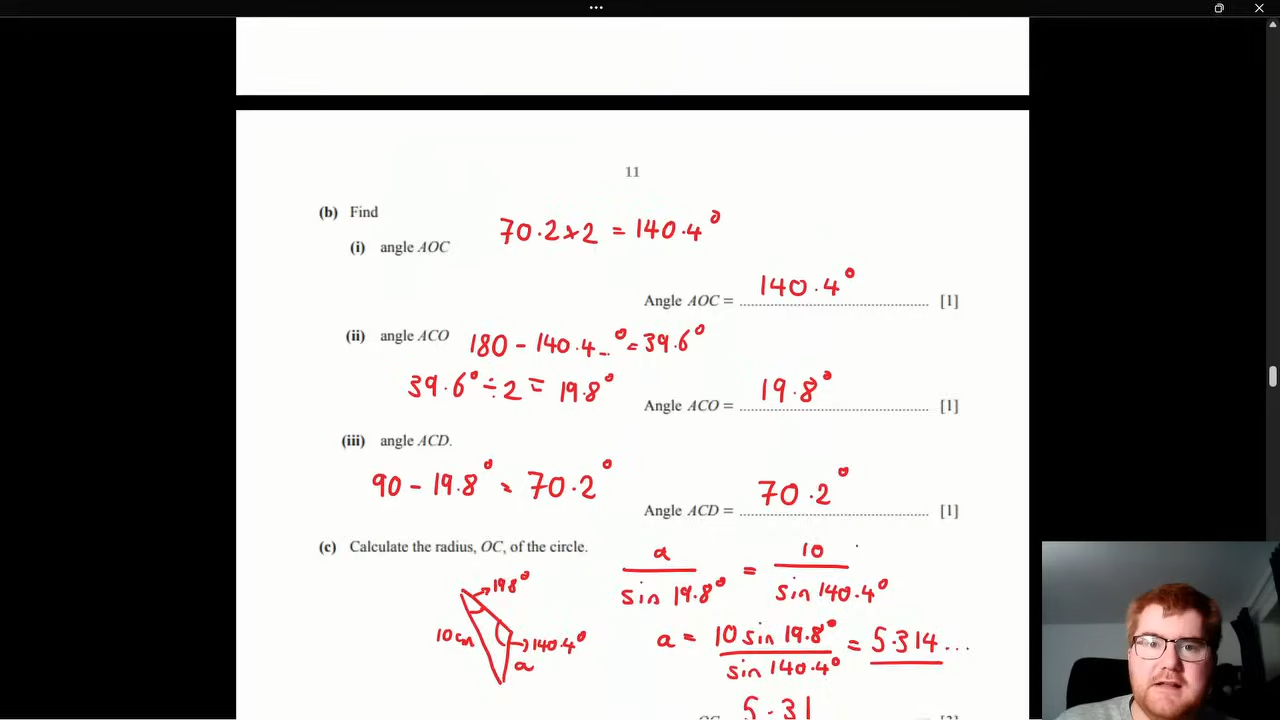 11
(b) Find
70.2 × 2 = 140.4°
(i) angle AOC
140.4°
Angle AOC = ........................................ [1]
(ii) angle ACO 180 - 140.4...° = 39.6°
39.6° ÷ 2 = 19.8°
19.8°
Angle ACO = ........................................ [1]
(iii) angle ACD.
90 - 19.8° = 70.2°
70.2°
Angle ACD = ........................................ [1]
(c) Calculate the radius, OC, of the circle.
a / sin 19.8° = 10 / sin 140.4°
19.8°
10cm
140.4°
a
a = 10 sin 19.8° / sin 140.4° = 5.314...
5.31